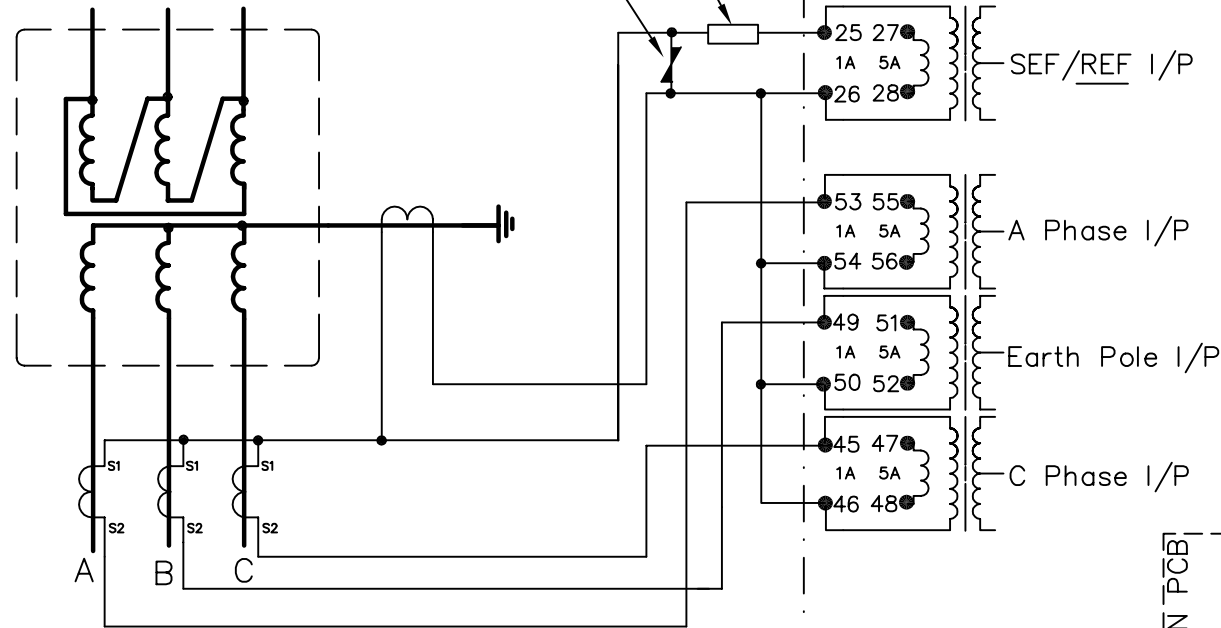 25 27
1A 5A
26 28
SEF/REF I/P
53 55
1A 5A
54 56
A Phase I/P
49 51
1A 5A
50 52
Earth Pole I/P
45 47
1A 5A
46 48
C Phase I/P
S1 S1 S1
S2 S2 S2
A B C
N PCB